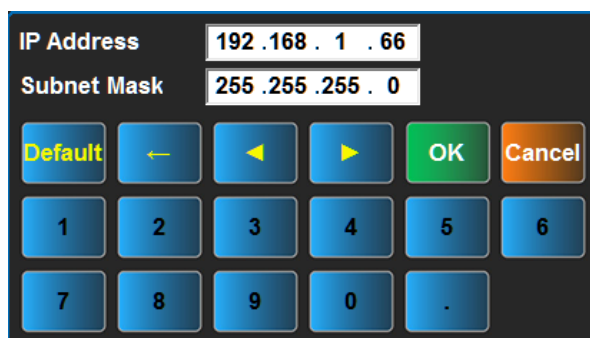 IP Address 192 .168 . 1 .66
Subnet Mask 255 .255 .255 . 0
Default ← ◄ ► OK Cancel
1 2 3 4 5 6
7 8 9 0 .